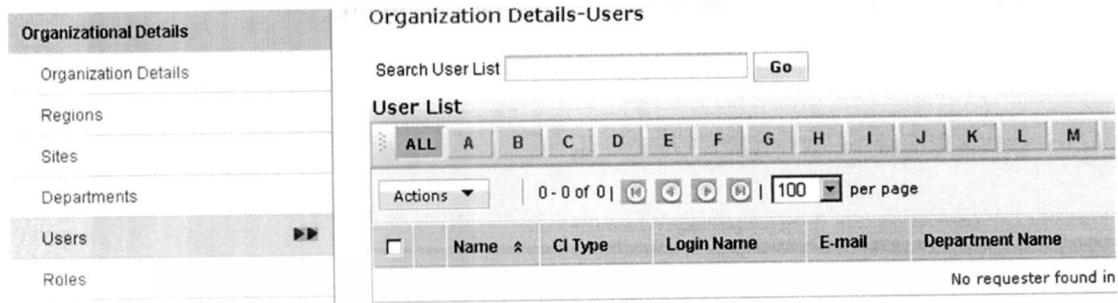 Organizational Details
Organization Details
Regions
Sites
Departments
Users
Roles
Organization Details-Users
Search User List Go
User List
ALL A B C D E F G H I J K L M
Actions 0 - 0 of 0 | | 100 per page
Name CI Type Login Name E-mail Department Name
No requester found in